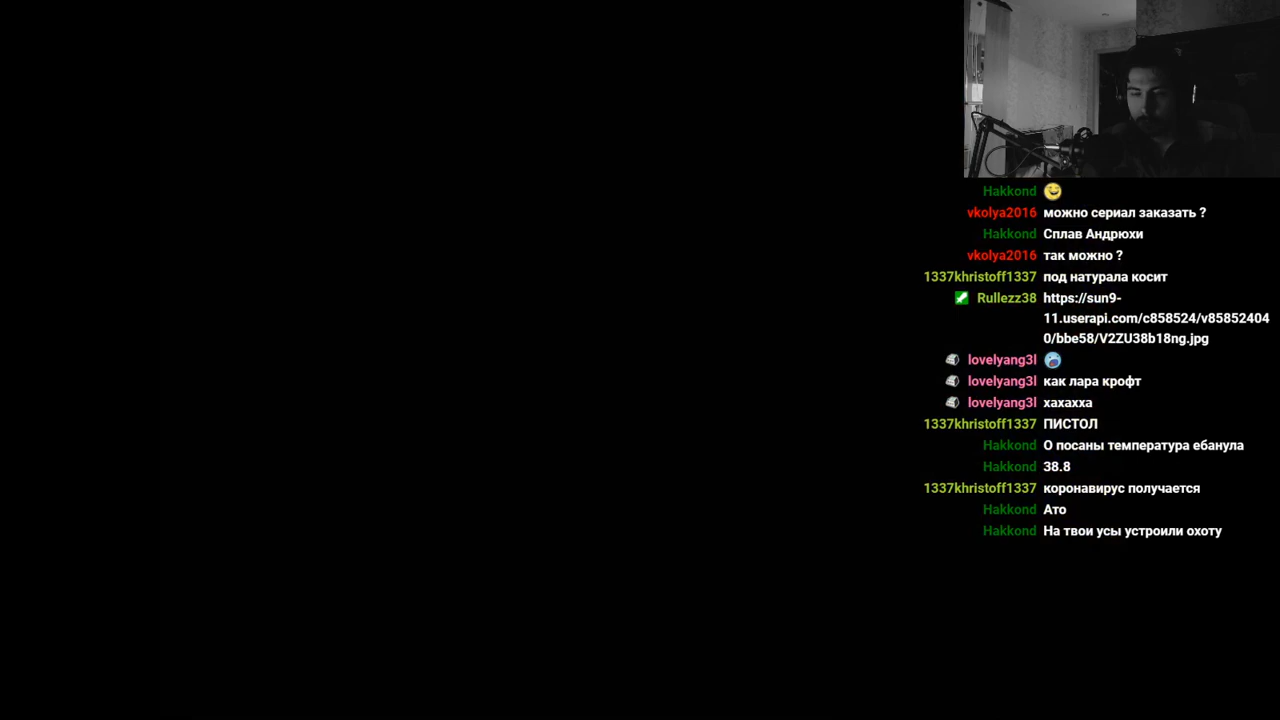 Hakkond
vkolya2016 можно сериал заказать ?
Hakkond Сплав Андрюхи
vkolya2016 так можно ?
1337khristoff1337 под натурала косит
Rullezz38 https://sun9-
11.userapi.com/c858524/v85852404
0/bbe58/V2ZU38b18ng.jpg
lovelyang3l
lovelyang3l как лара крофт
lovelyang3l хахахха
1337khristoff1337 ПИСТОЛ
Hakkond О посаны температура ебанула
Hakkond 38.8
1337khristoff1337 коронавирус получается
Hakkond Ато
Hakkond На твои усы устроили охоту